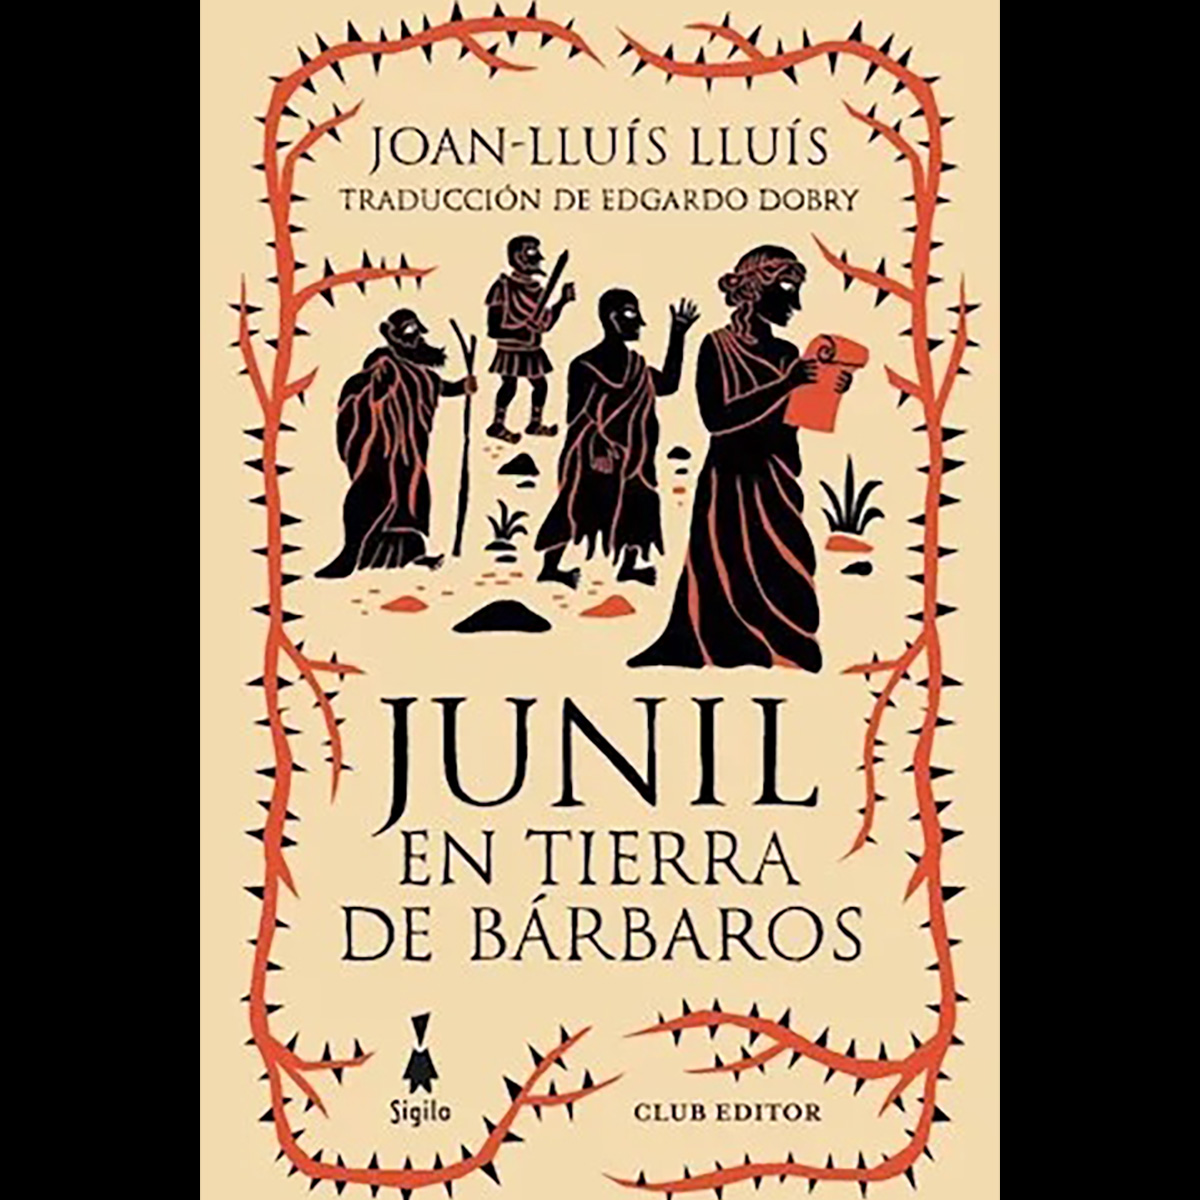 JOAN-LLUÍS LLUÍS
TRADUCCIÓN DE EDGARDO DOBRY
JUNIL
EN TIERRA
DE BÁRBAROS
Sigilo
CLUB EDITOR